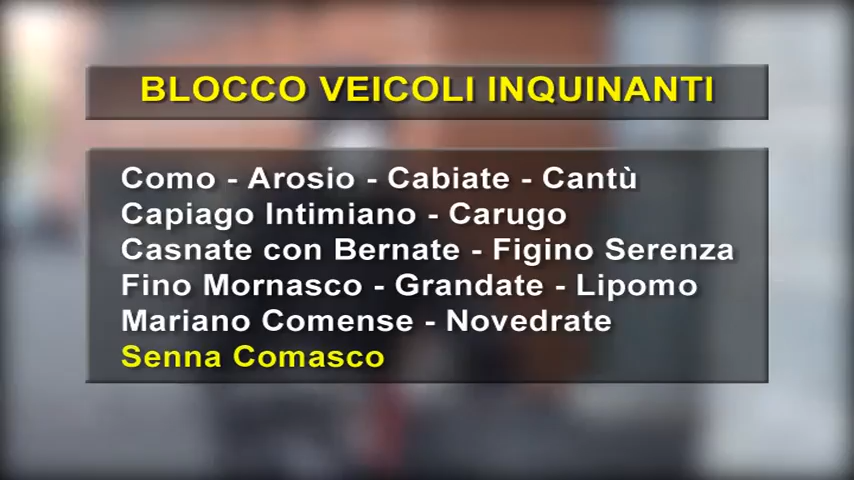 BLOCCO VEICOLI INQUINANTI
Como - Arosio - Cabiate - Cantù
Capiago Intimiano - Carugo
Casnate con Bernate - Figino Serenza
Fino Mornasco - Grandate - Lipomo
Mariano Comense - Novedrate
Senna Comasco